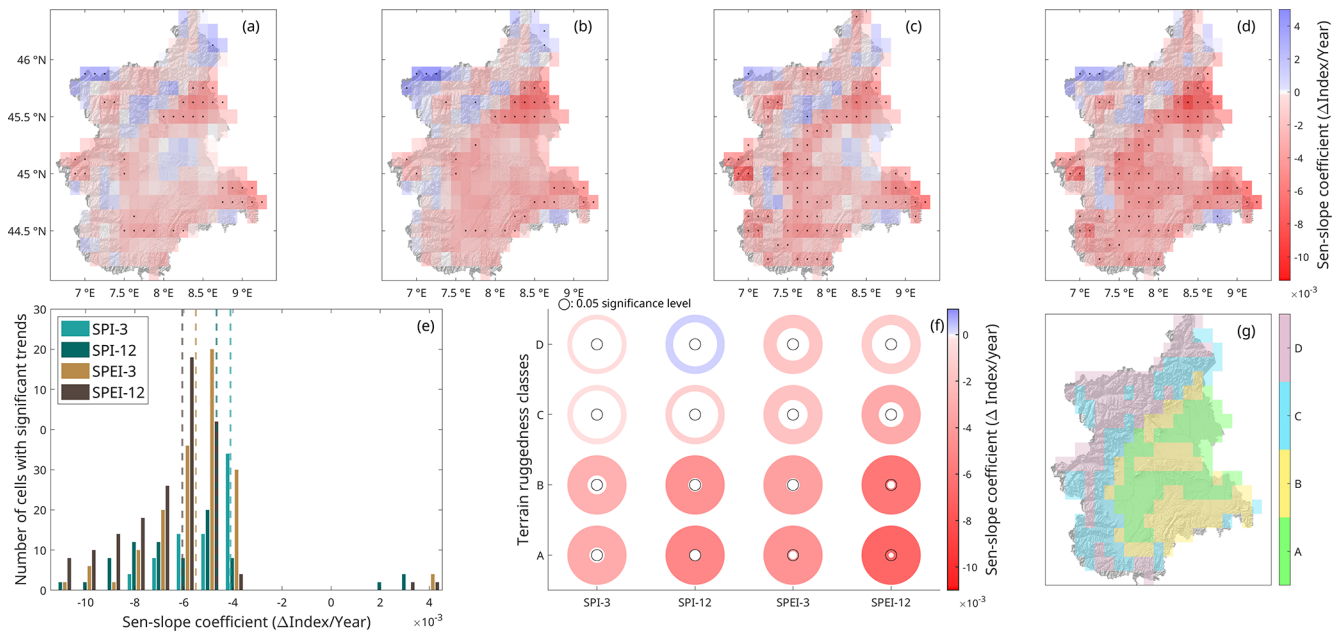 (a)
(b)
(c)
(d)
46 °N
45.5 °N
45 °N
44.5 °N
7 °E 7.5 °E 8 °E 8.5 °E 9 °E
7 °E 7.5 °E 8 °E 8.5 °E 9 °E
7 °E 7.5 °E 8 °E 8.5 °E 9 °E
7 °E 7.5 °E 8 °E 8.5 °E 9 °E
4
2
0
-2
-4
-6
-8
-10
×10⁻³
Sen-slope coefficient (ΔIndex/Year)
(e)
SPI-3
SPI-12
SPEI-3
SPEI-12
Number of cells with significant trends
30
20
10
0
30
20
10
0
-10 -8 -6 -4 -2 0 2 4
×10⁻³
Sen-slope coefficient (ΔIndex/Year)
: 0.05 significance level
(f)
Terrain ruggedness classes
D
C
B
A
SPI-3 SPI-12 SPEI-3 SPEI-12
0
-2
-4
-6
-8
-10
×10⁻³
Sen-slope coefficient (Δ Index/year)
(g)
D
C
B
A